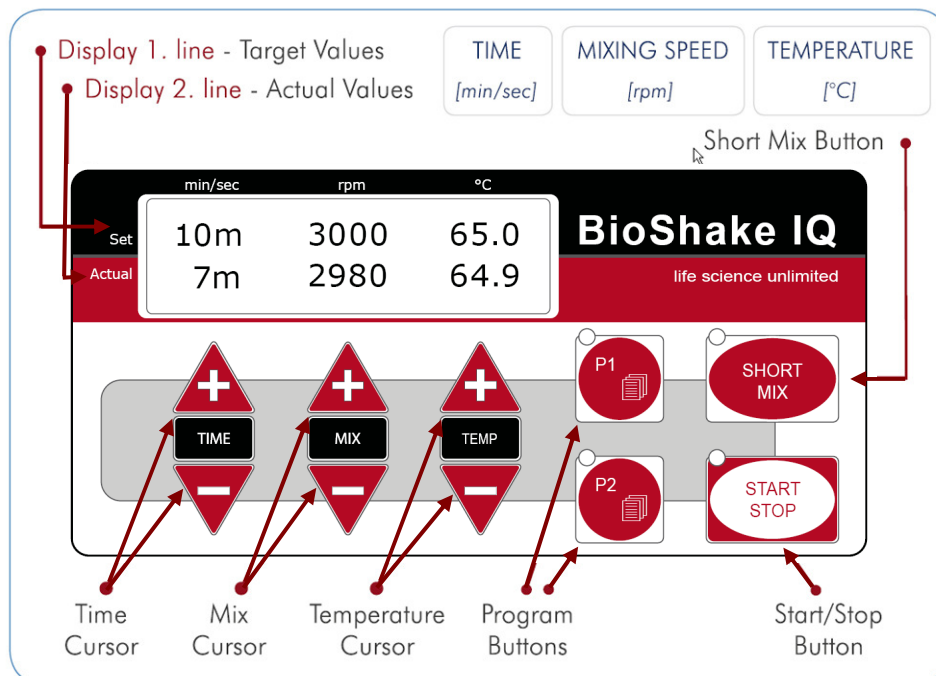 Display 1. line - Target Values
Display 2. line - Actual Values
TIME
[min/sec]
MIXING SPEED
[rpm]
TEMPERATURE
[°C]
Short Mix Button
min/sec rpm °C
Set 10m 3000 65.0
Actual 7m 2980 64.9
BioShake IQ
life science unlimited
+ + +
TIME MIX TEMP
− − −
P1
SHORT
MIX
P2
START
STOP
Time
Cursor
Mix
Cursor
Temperature
Cursor
Program
Buttons
Start/Stop
Button